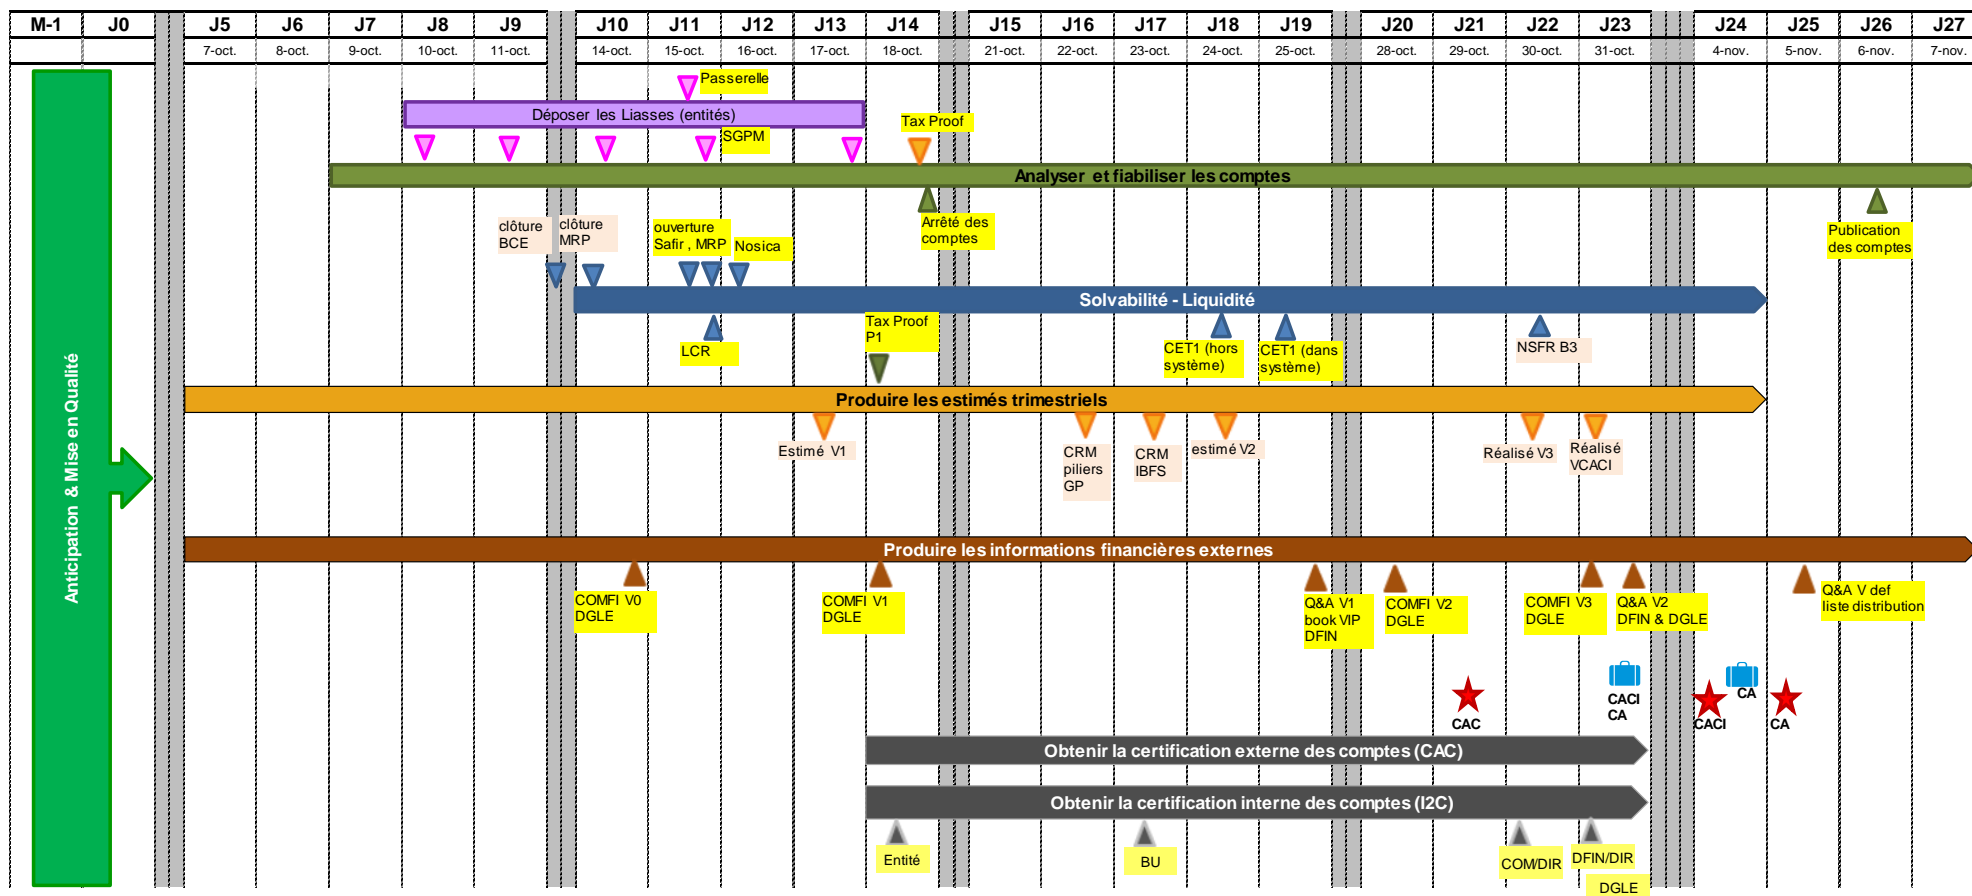 M-1 J0 J5 J6 J7 J8 J9 J10 J11 J12 J13 J14 J15 J16 J17 J18 J19 J20 J21 J22 J23 J24 J25 J26 J27
7-oct. 8-oct. 9-oct. 10-oct. 11-oct. 14-oct. 15-oct. 16-oct. 17-oct. 18-oct. 21-oct. 22-oct. 23-oct. 24-oct. 25-oct. 28-oct. 29-oct. 30-oct. 31-oct. 4-nov. 5-nov. 6-nov. 7-nov.
Anticipation & Mise en Qualité
Passerelle
Déposer les Liasses (entités)
SGPM
Tax Proof
Analyser et fiabiliser les comptes
Arrêté des
comptes
Publication
des comptes
clôture
BCE
clôture
MRP
ouverture
Safir , MRP
Nosica
Solvabilité - Liquidité
LCR
Tax Proof
P1
CET1 (hors
système)
CET1 (dans
système)
NSFR B3
Produire les estimés trimestriels
Estimé V1
CRM
piliers
GP
CRM
IBFS
estimé V2
Réalisé V3
Réalisé
VCACI
Produire les informations financières externes
COMFI V0
DGLE
COMFI V1
DGLE
Q&A V1
book VIP
DFIN
COMFI V2
DGLE
COMFI V3
DGLE
Q&A V2
DFIN & DGLE
Q&A V def
liste distribution
CAC
CACI
CA
CACI
CA
CA
Obtenir la certification externe des comptes (CAC)
Obtenir la certification interne des comptes (I2C)
Entité
BU
COM/DIR
DFIN/DIR
DGLE